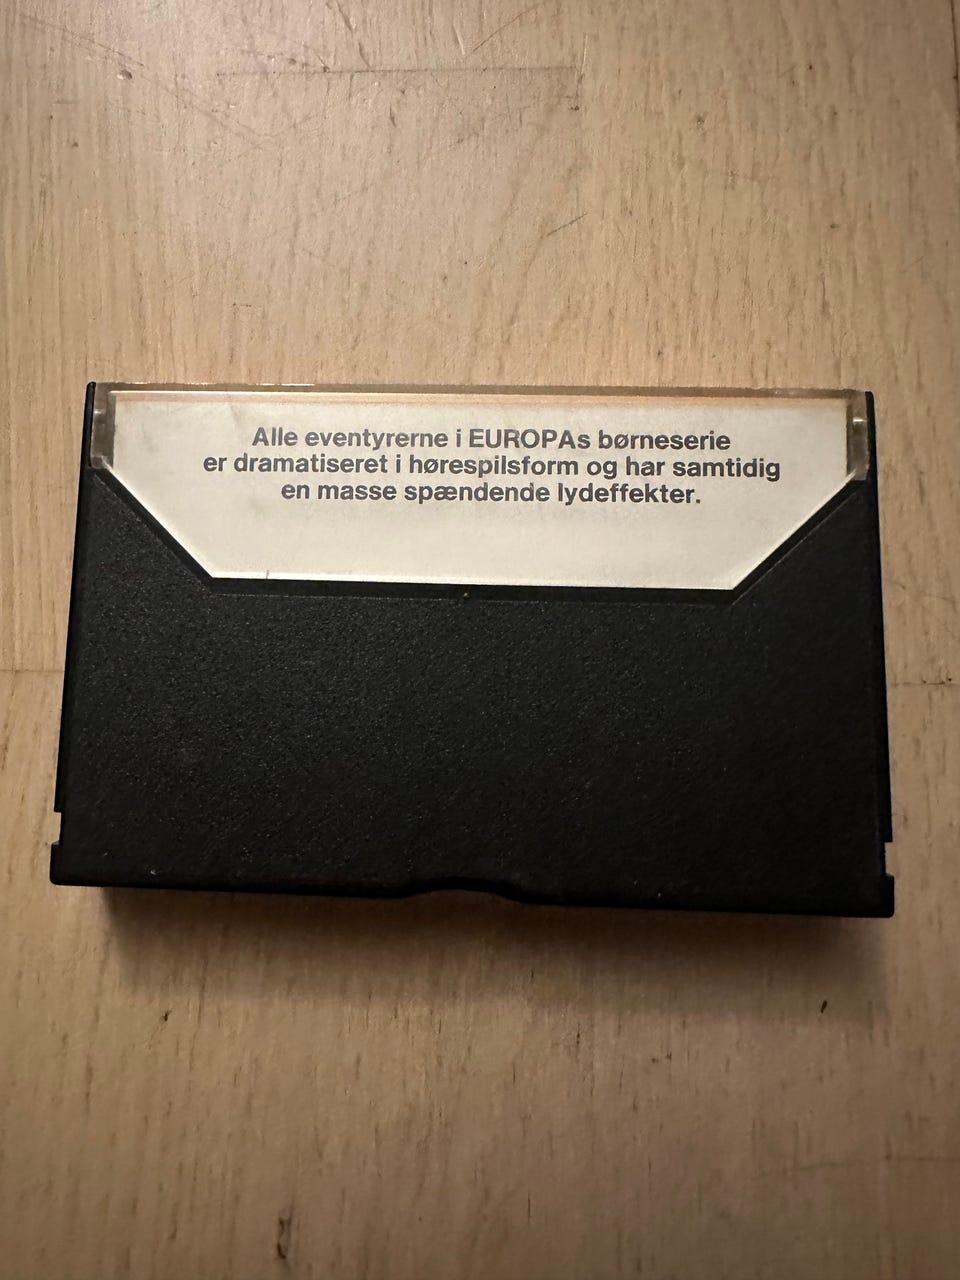 Alle eventyrerne i EUROPAs børneserie
er dramatiseret i hørespilsform og har samtidig
en masse spændende lydeffekter.